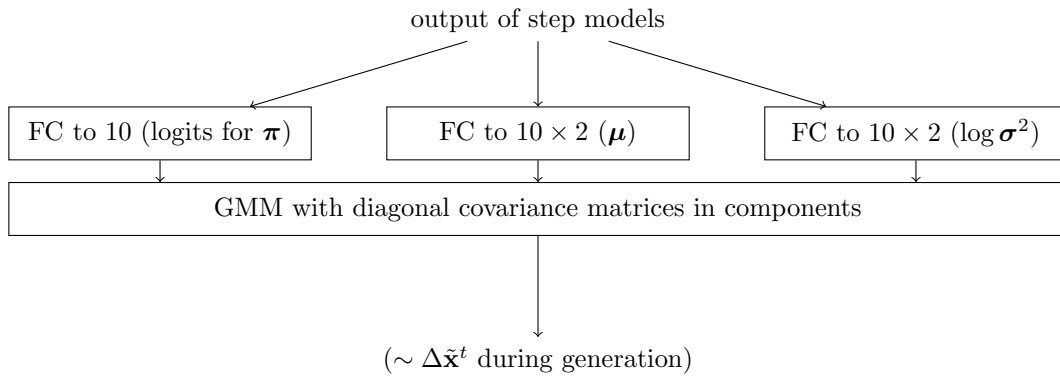 output of step models
FC to 10 (logits for π)
FC to 10 × 2 (μ)
FC to 10 × 2 (log σ²)
GMM with diagonal covariance matrices in components
(∼ Δx̃ᵗ during generation)